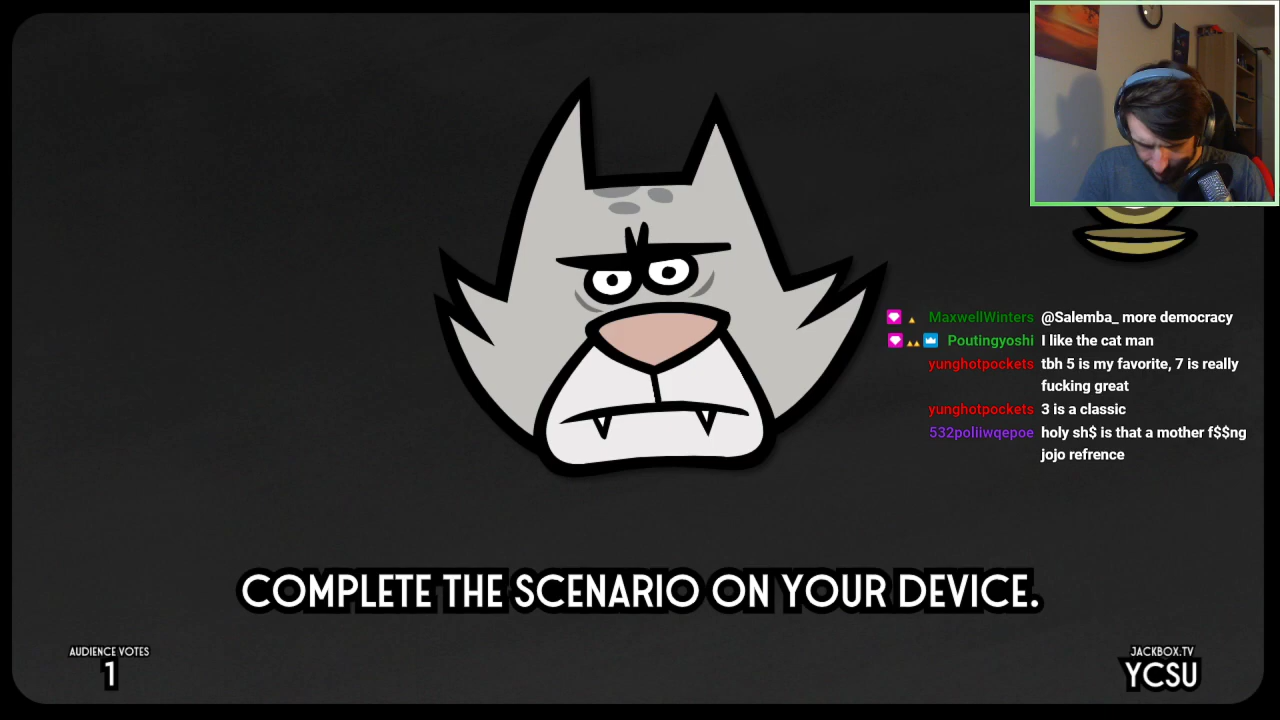 MaxwellWinters @Salemba_ more democracy
Poutingyoshi I like the cat man
yunghotpockets tbh 5 is my favorite, 7 is really
fucking great
yunghotpockets 3 is a classic
532poliiwqepoe holy sh$ is that a mother f$$ng
jojo refrence
COMPLETE THE SCENARIO ON YOUR DEVICE.
AUDIENCE VOTES
1
JACKBOX.TV
YCSU